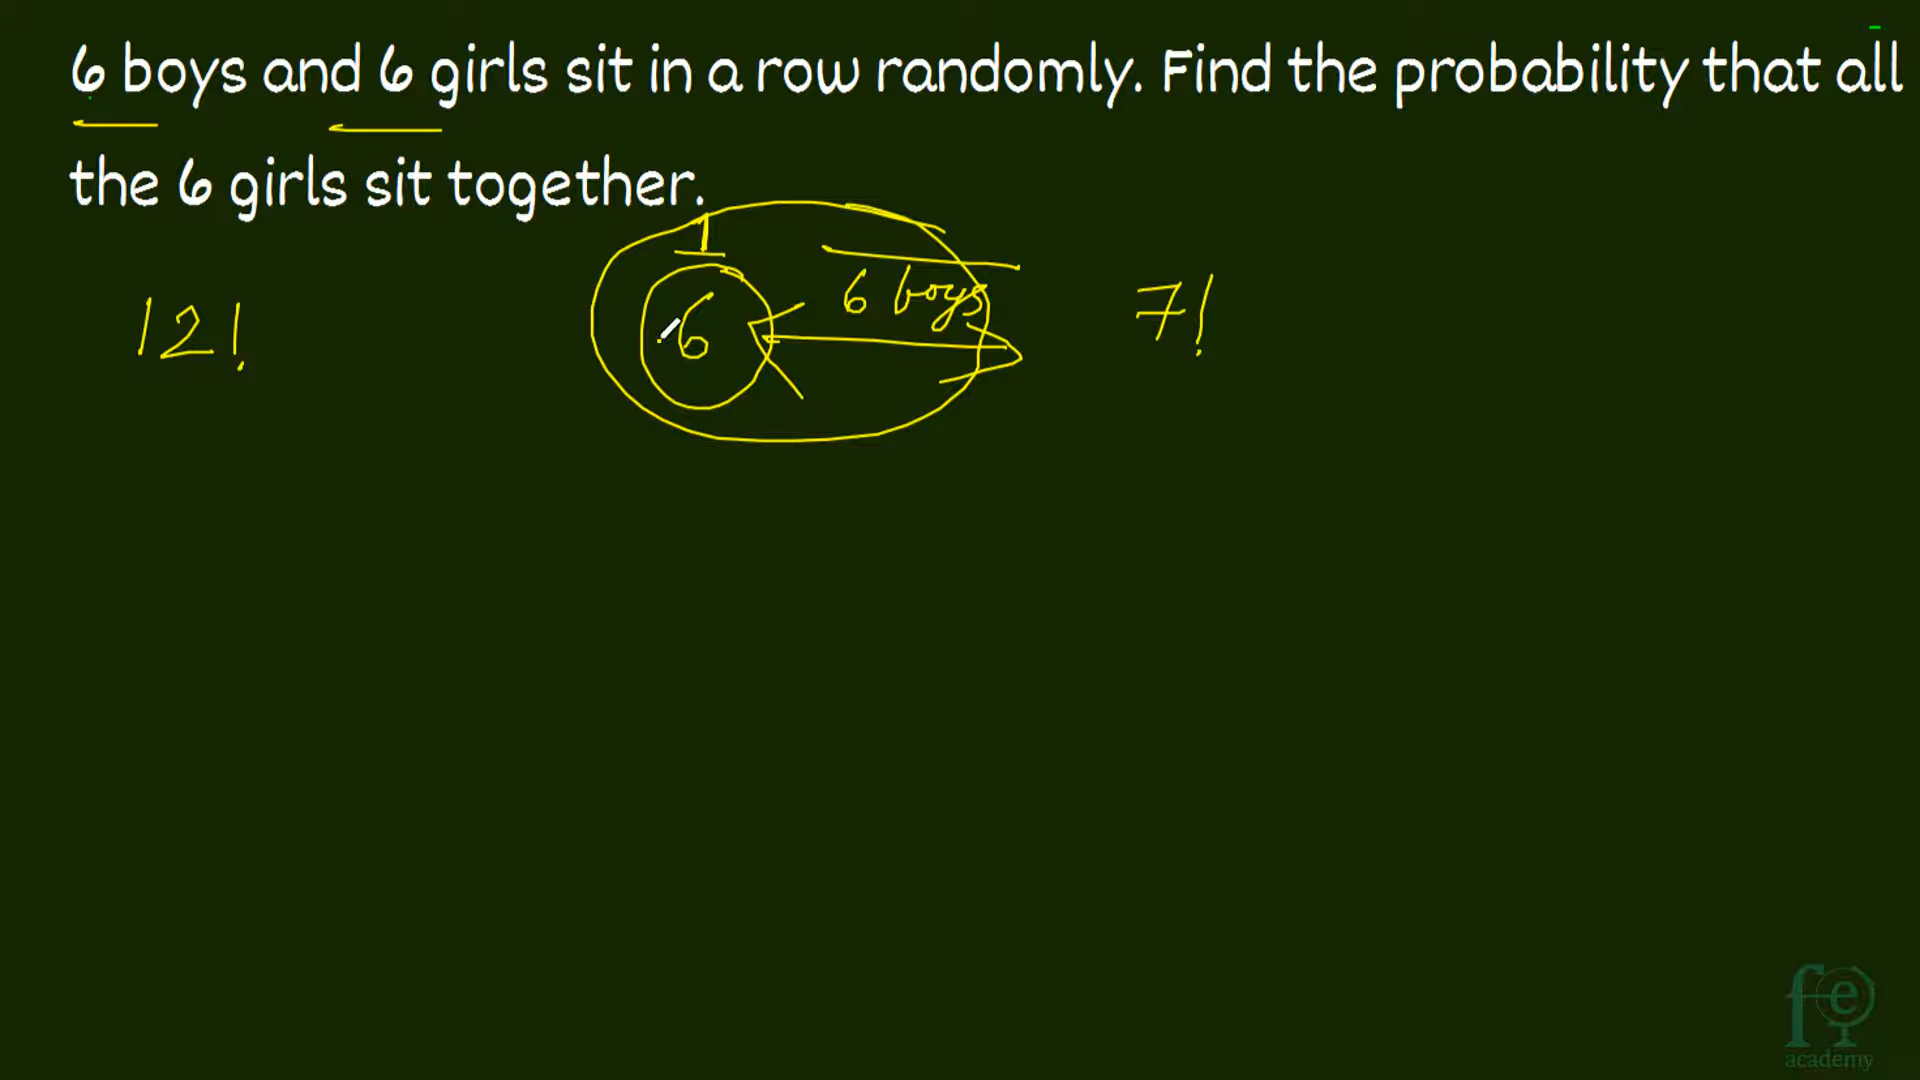 6 boys and 6 girls sit in a row randomly. Find the probability that all
the 6 girls sit together.
1
12!
6
6 boys
7!
fe
academy